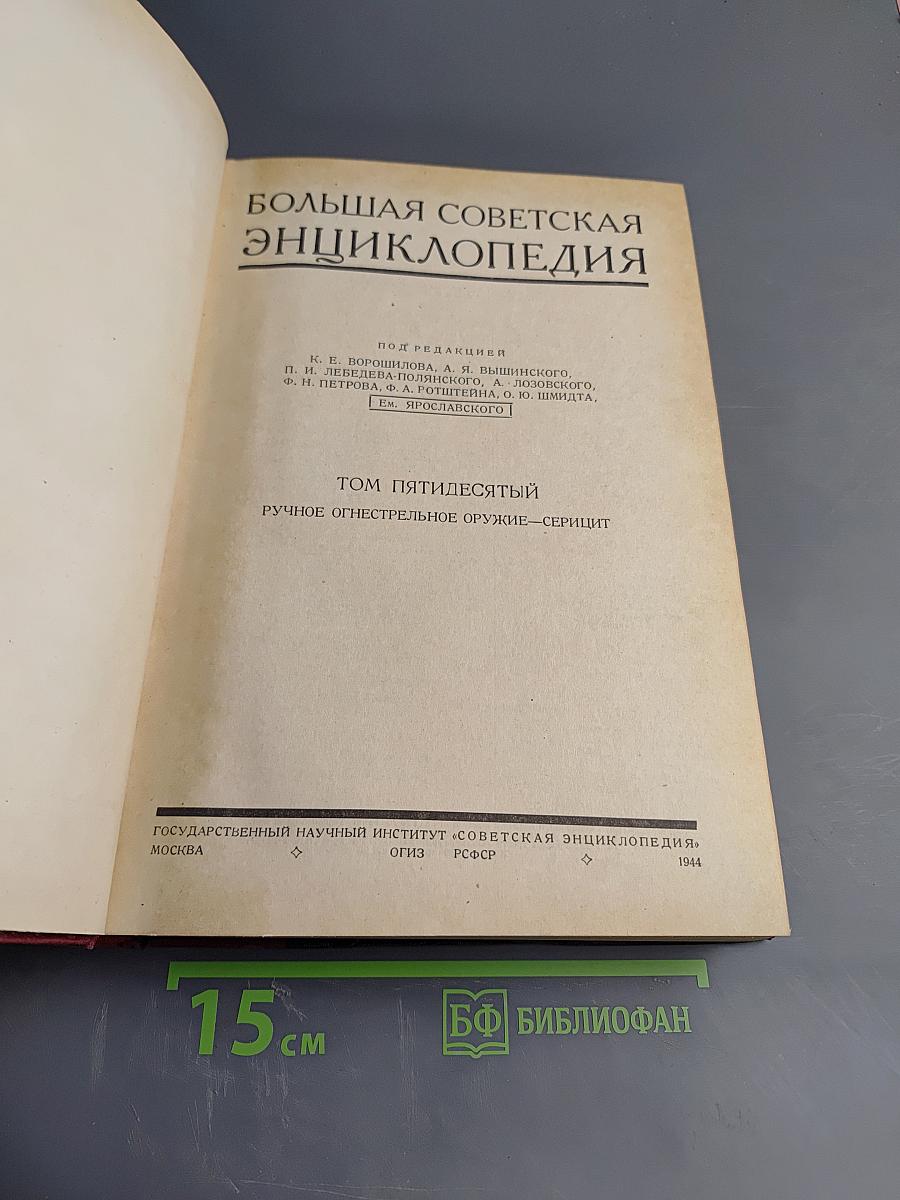 БОЛЬШАЯ СОВЕТСКАЯ
ЭНЦИКЛОПЕДИЯ
ПОД РЕДАКЦИЕЙ
К. Е. ВОРОШИЛОВА, А. Я. ВЫШИНСКОГО,
П. И. ЛЕБЕДЕВА-ПОЛЯНСКОГО, А. ЛОЗОВСКОГО,
Ф. Н. ПЕТРОВА, Ф. А. РОТШТЕЙНА, О. Ю. ШМИДТА,
Ем. ЯРОСЛАВСКОГО
ТОМ ПЯТИДЕСЯТЫЙ
РУЧНОЕ ОГНЕСТРЕЛЬНОЕ ОРУЖИЕ—СЕРИЦИТ
ГОСУДАРСТВЕННЫЙ НАУЧНЫЙ ИНСТИТУТ «СОВЕТСКАЯ ЭНЦИКЛОПЕДИЯ»
МОСКВА ОГИЗ РСФСР 1944
15 см БФ БИБЛИОФАН